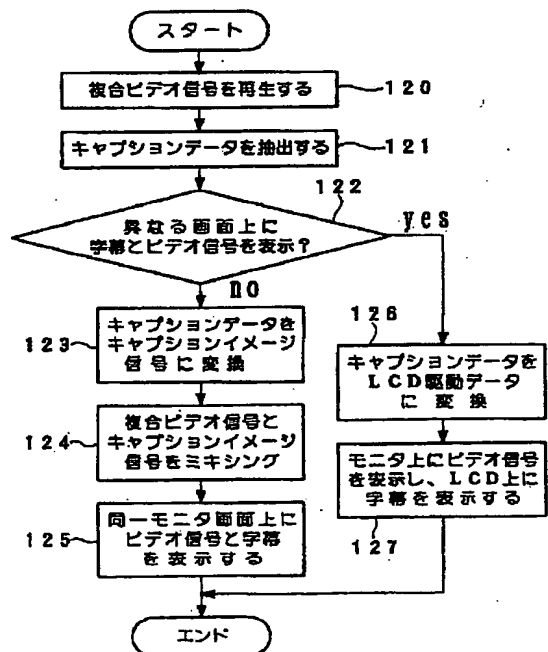 スタート
複合ビデオ信号を再生する
120
キャプションデータを抽出する
121
122
異なる画面上に
字幕とビデオ信号を表示?
yes
no
123
キャプションデータを
キャプションイメージ
信号に変換
126
キャプションデータを
LCD駆動データ
に変換
124
複合ビデオ信号と
キャプションイメージ
信号をミキシング
モニタ上にビデオ信号
を表示し、LCD上に
字幕を表示する
127
125
同一モニタ画面上に
ビデオ信号と字幕
を表示する
エンド